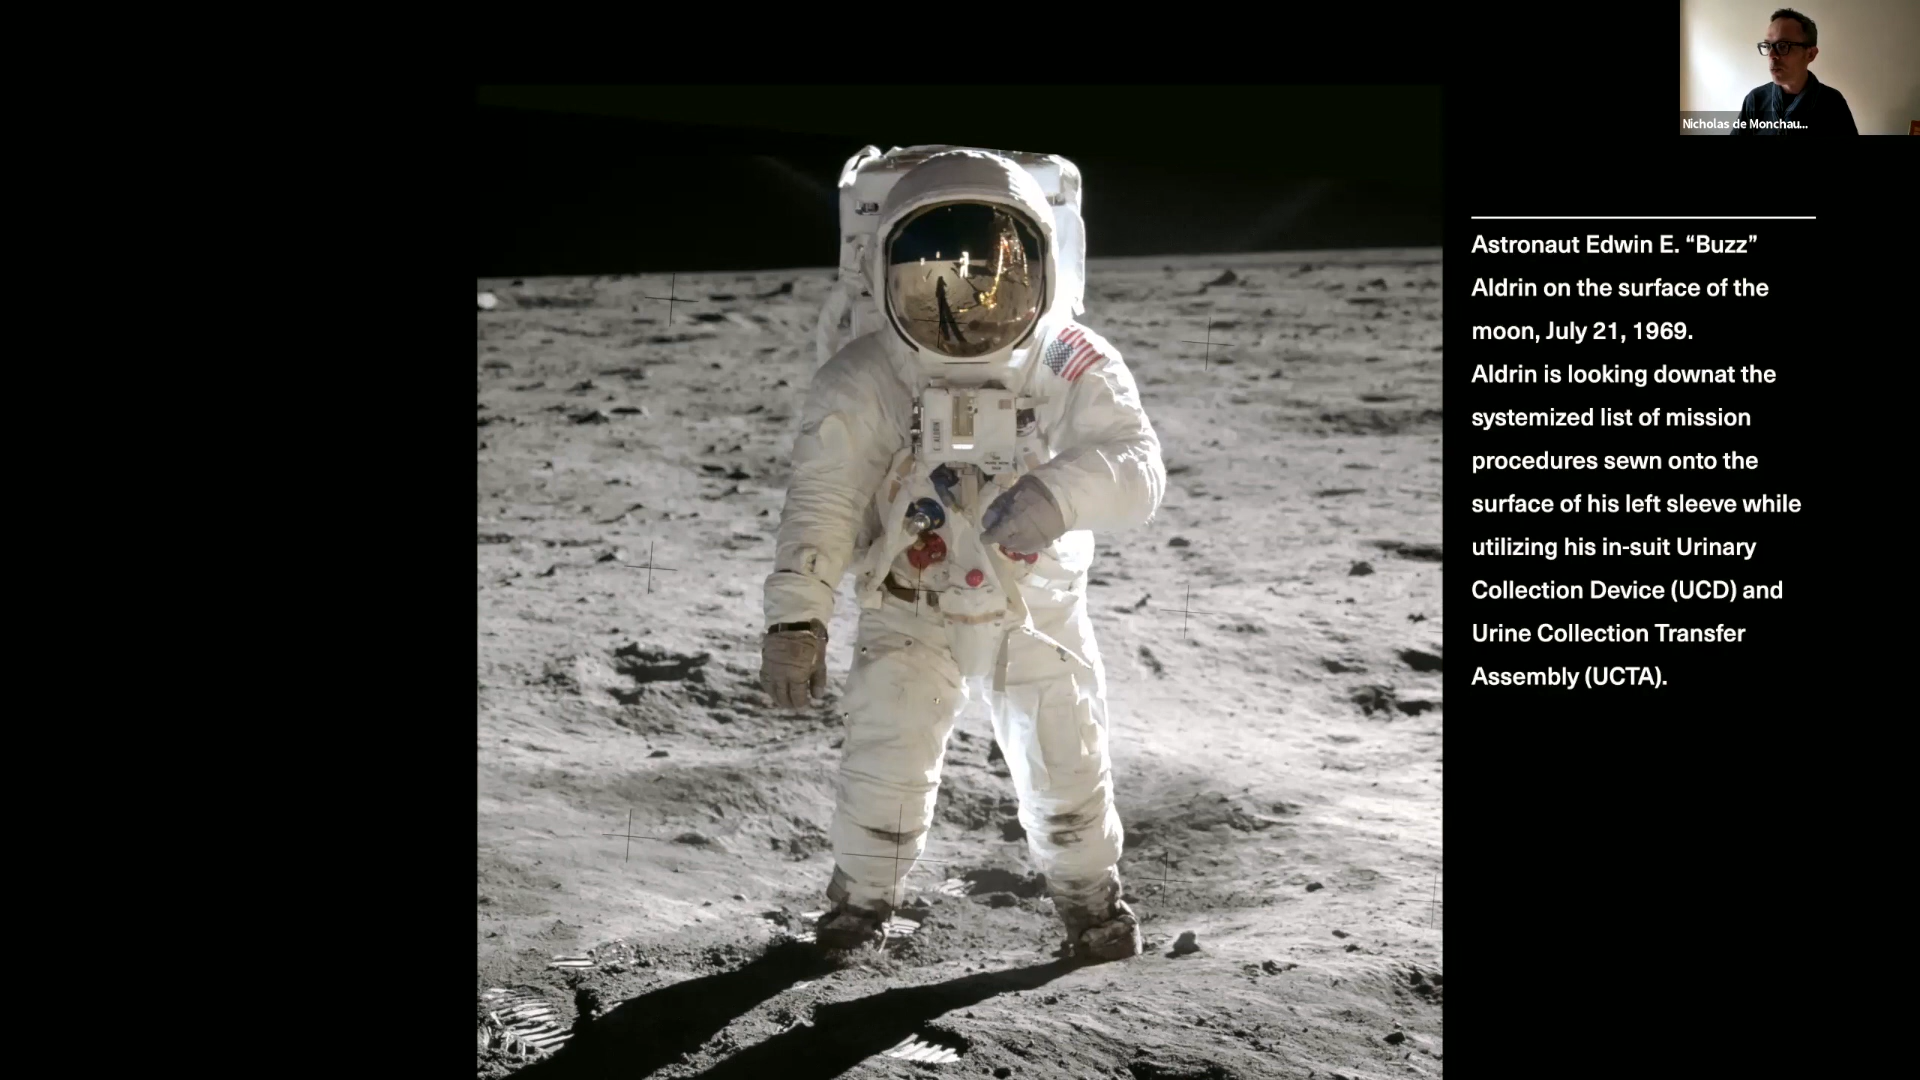 Nicholas de Monchau...
Astronaut Edwin E. “Buzz”
Aldrin on the surface of the
moon, July 21, 1969.
Aldrin is looking downat the
systemized list of mission
procedures sewn onto the
surface of his left sleeve while
utilizing his in-suit Urinary
Collection Device (UCD) and
Urine Collection Transfer
Assembly (UCTA).